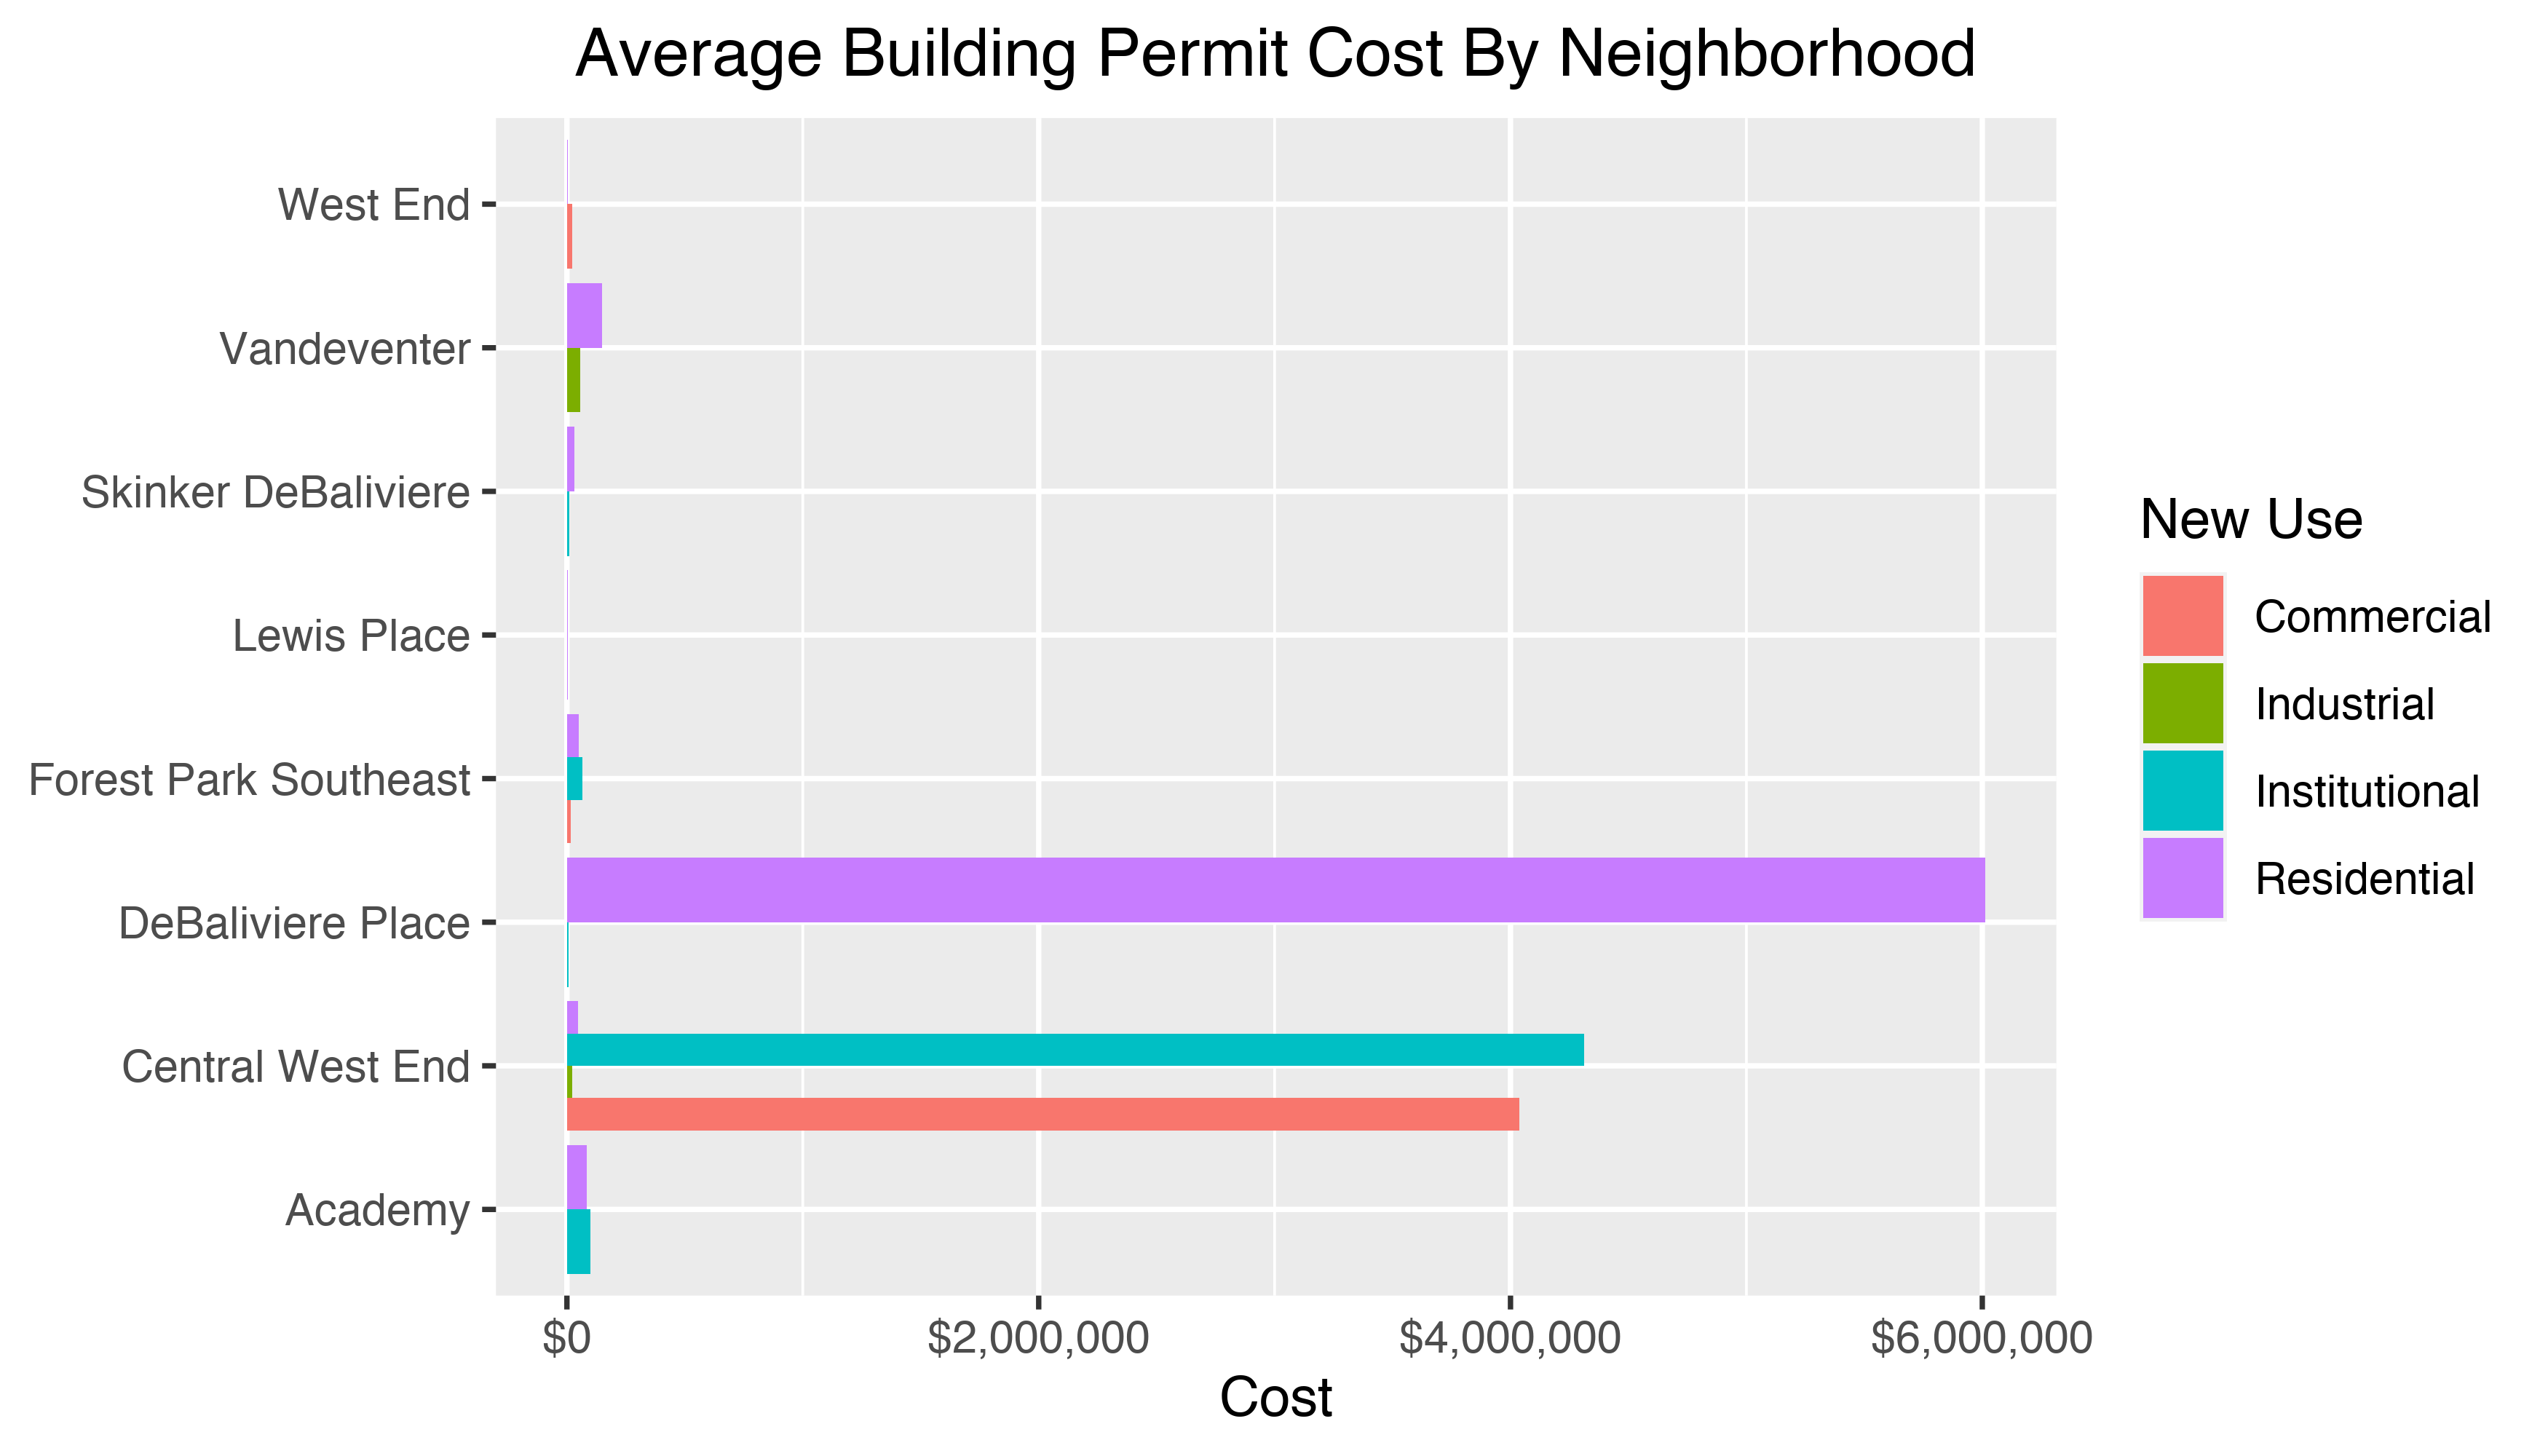 Average Building Permit Cost By Neighborhood
West End
Vandeventer
Skinker DeBaliviere
Lewis Place
Forest Park Southeast
DeBaliviere Place
Central West End
Academy
$0
$2,000,000
$4,000,000
$6,000,000
Cost
New Use
Commercial
Industrial
Institutional
Residential